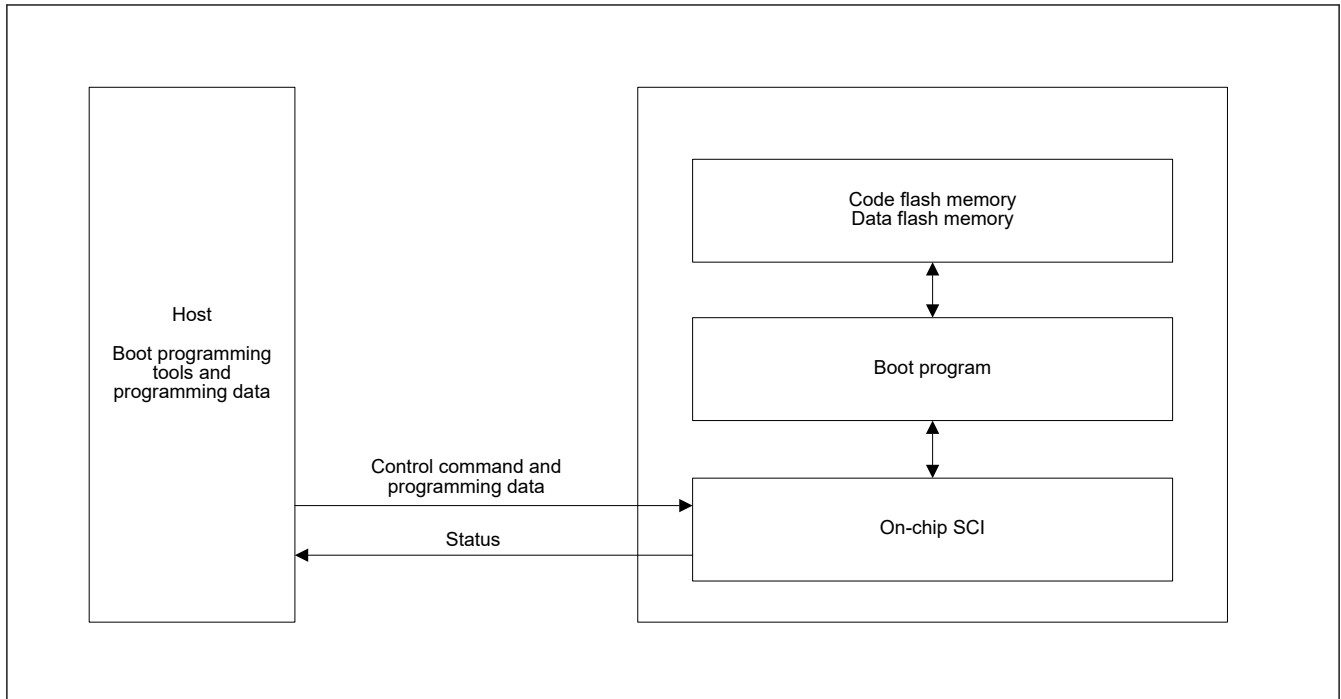 Host
Boot programming
tools and
programming data
Control command and
programming data
Status
Code flash memory
Data flash memory
Boot program
On-chip SCI